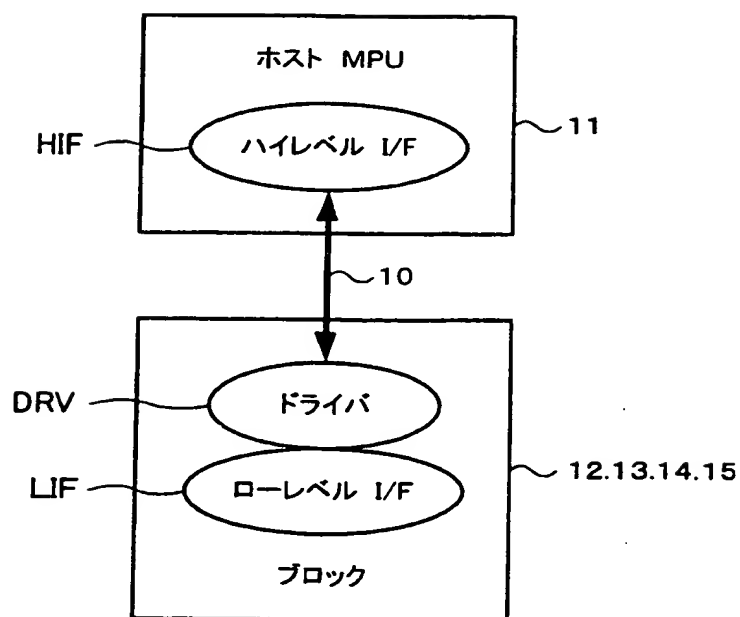 ホスト MPU
11
HIF
ハイレベル I/F
10
DRV
ドライバ
LIF
ローレベル I/F
12.13.14.15
ブロック